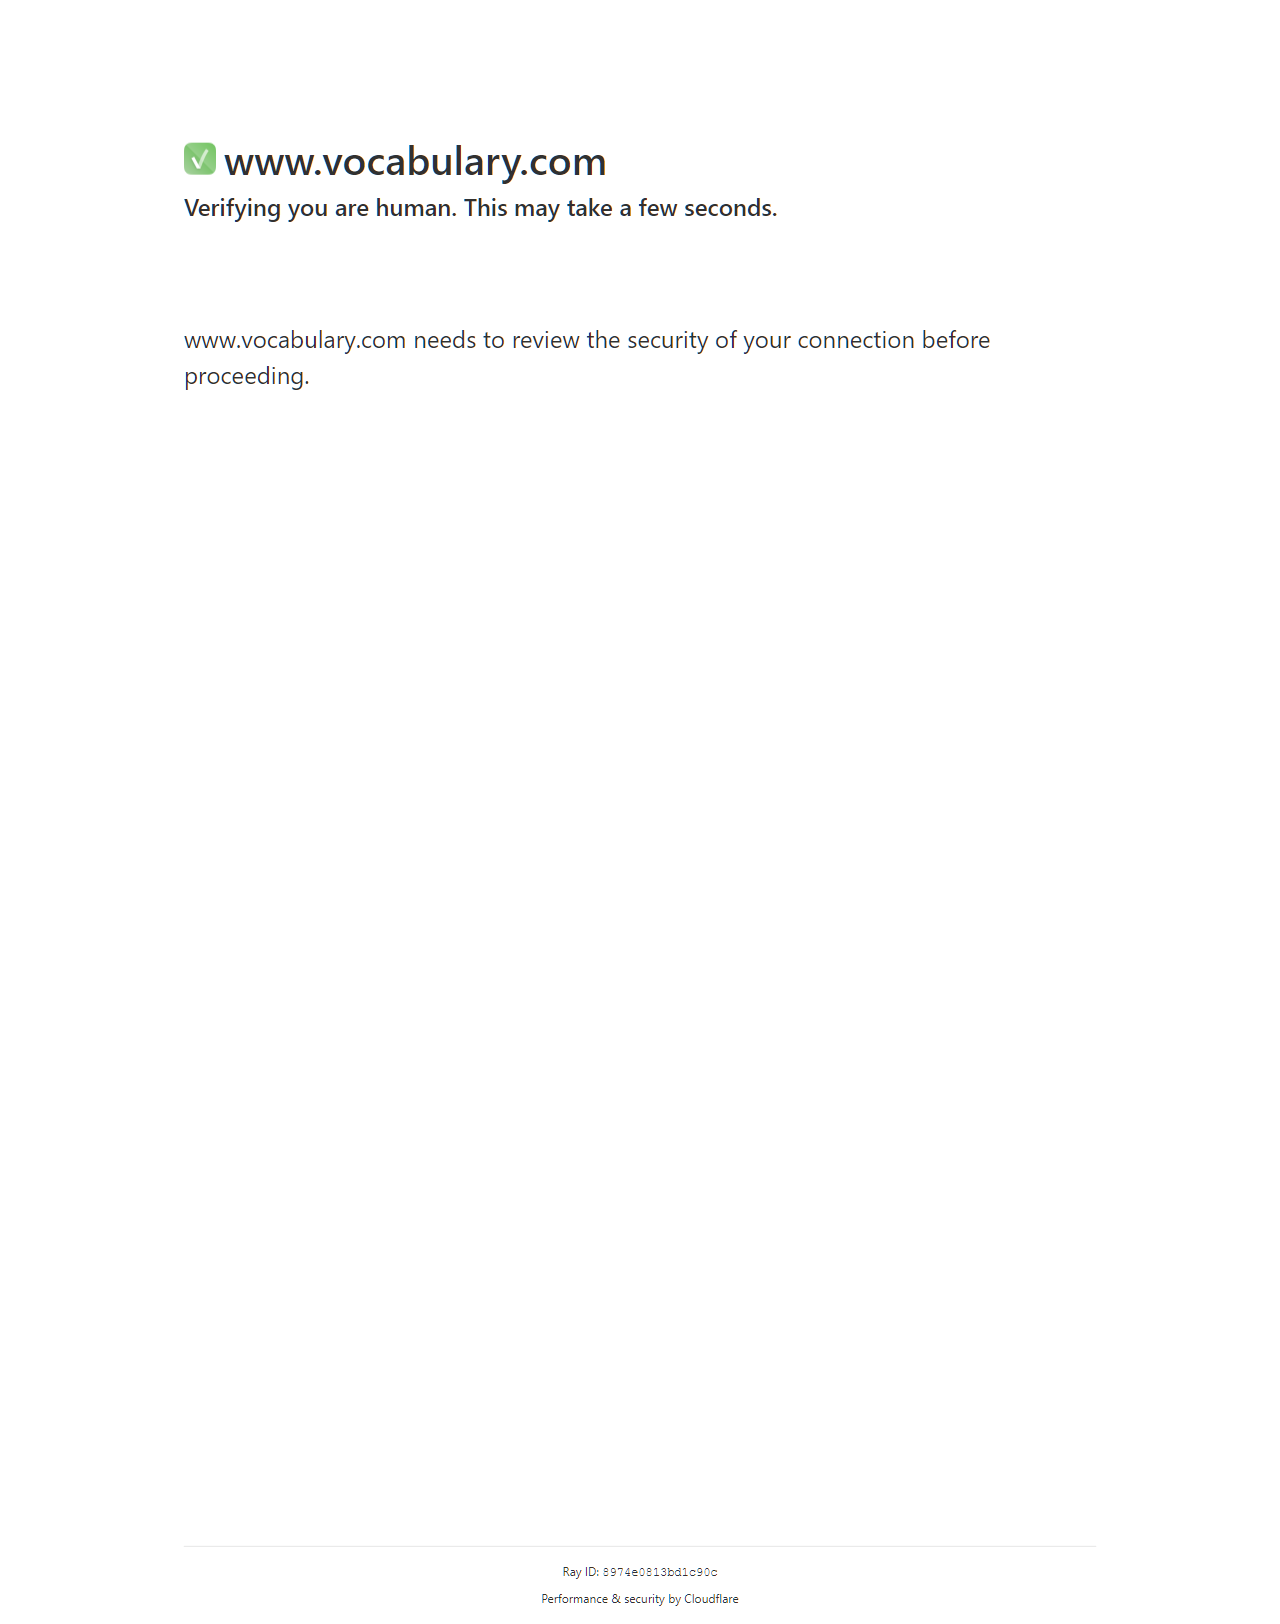 www.vocabulary.com
Verifying you are human. This may take a few seconds.
www.vocabulary.com needs to review the security of your connection before
proceeding.
Ray ID: 8974e0813bd1c90c
Performance & security by Cloudflare